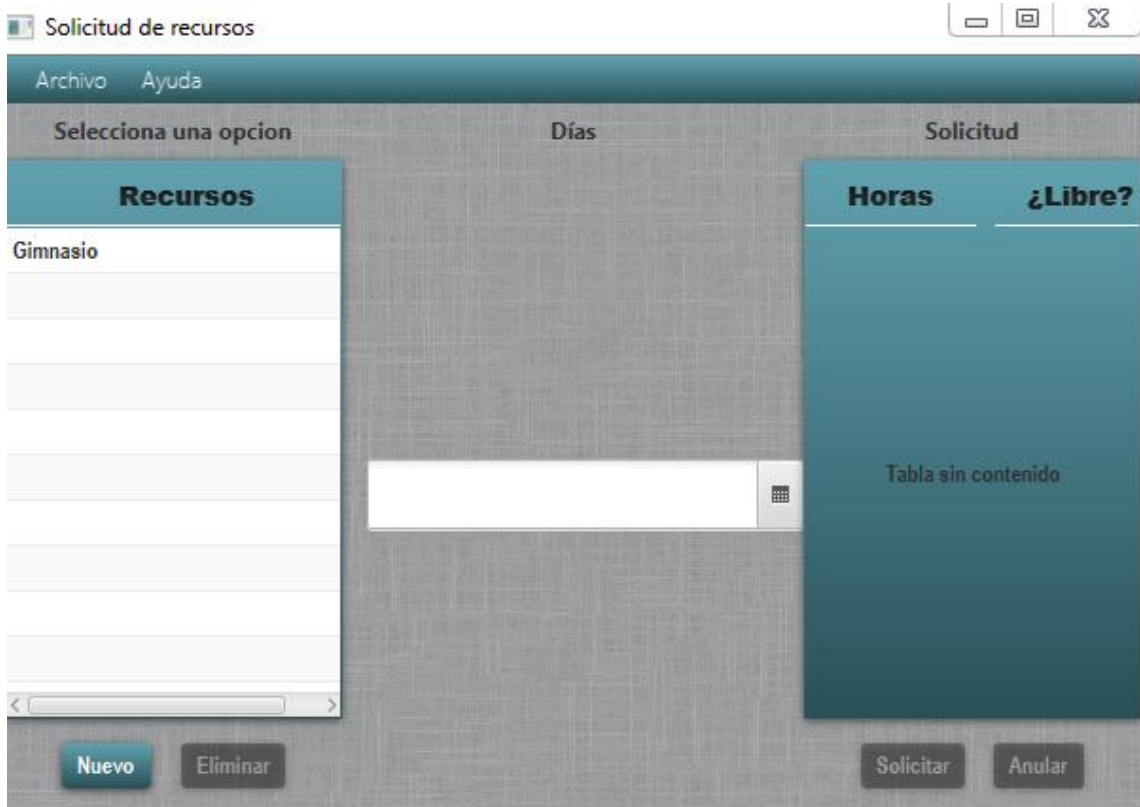 Solicitud de recursos
Archivo Ayuda
Selecciona una opcion
Días
Solicitud
Recursos
Horas
¿Libre?
Gimnasio
Tabla sin contenido
Nuevo
Eliminar
Solicitar
Anular